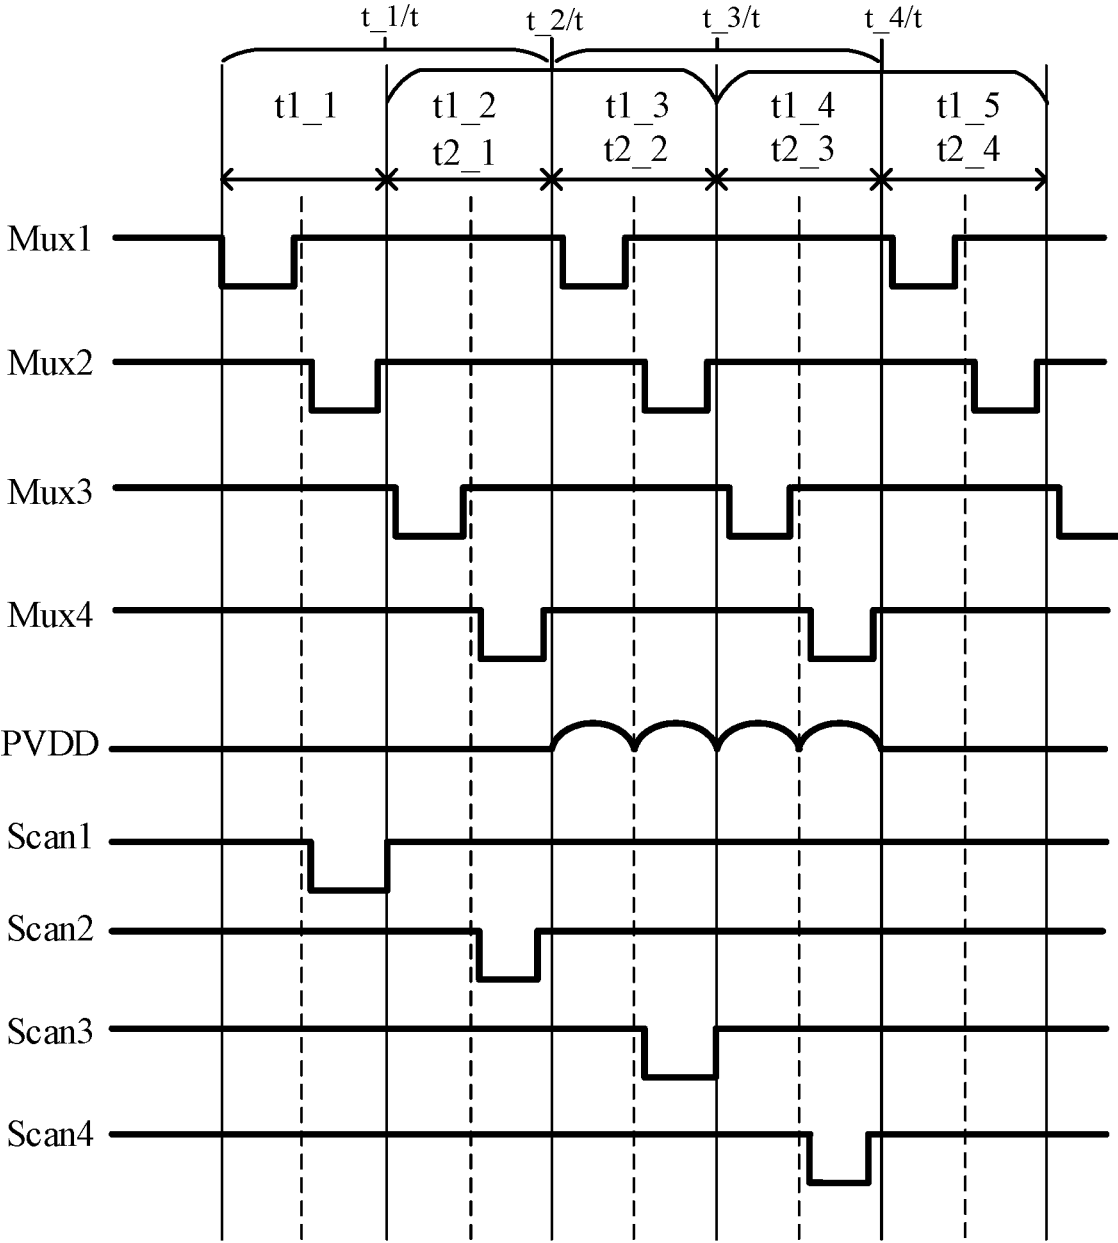 t_1/t t_2/t t_3/t t_4/t
t1_1 t1_2 t1_3 t1_4 t1_5
t2_1 t2_2 t2_3 t2_4
Mux1
Mux2
Mux3
Mux4
PVDD
Scan1
Scan2
Scan3
Scan4